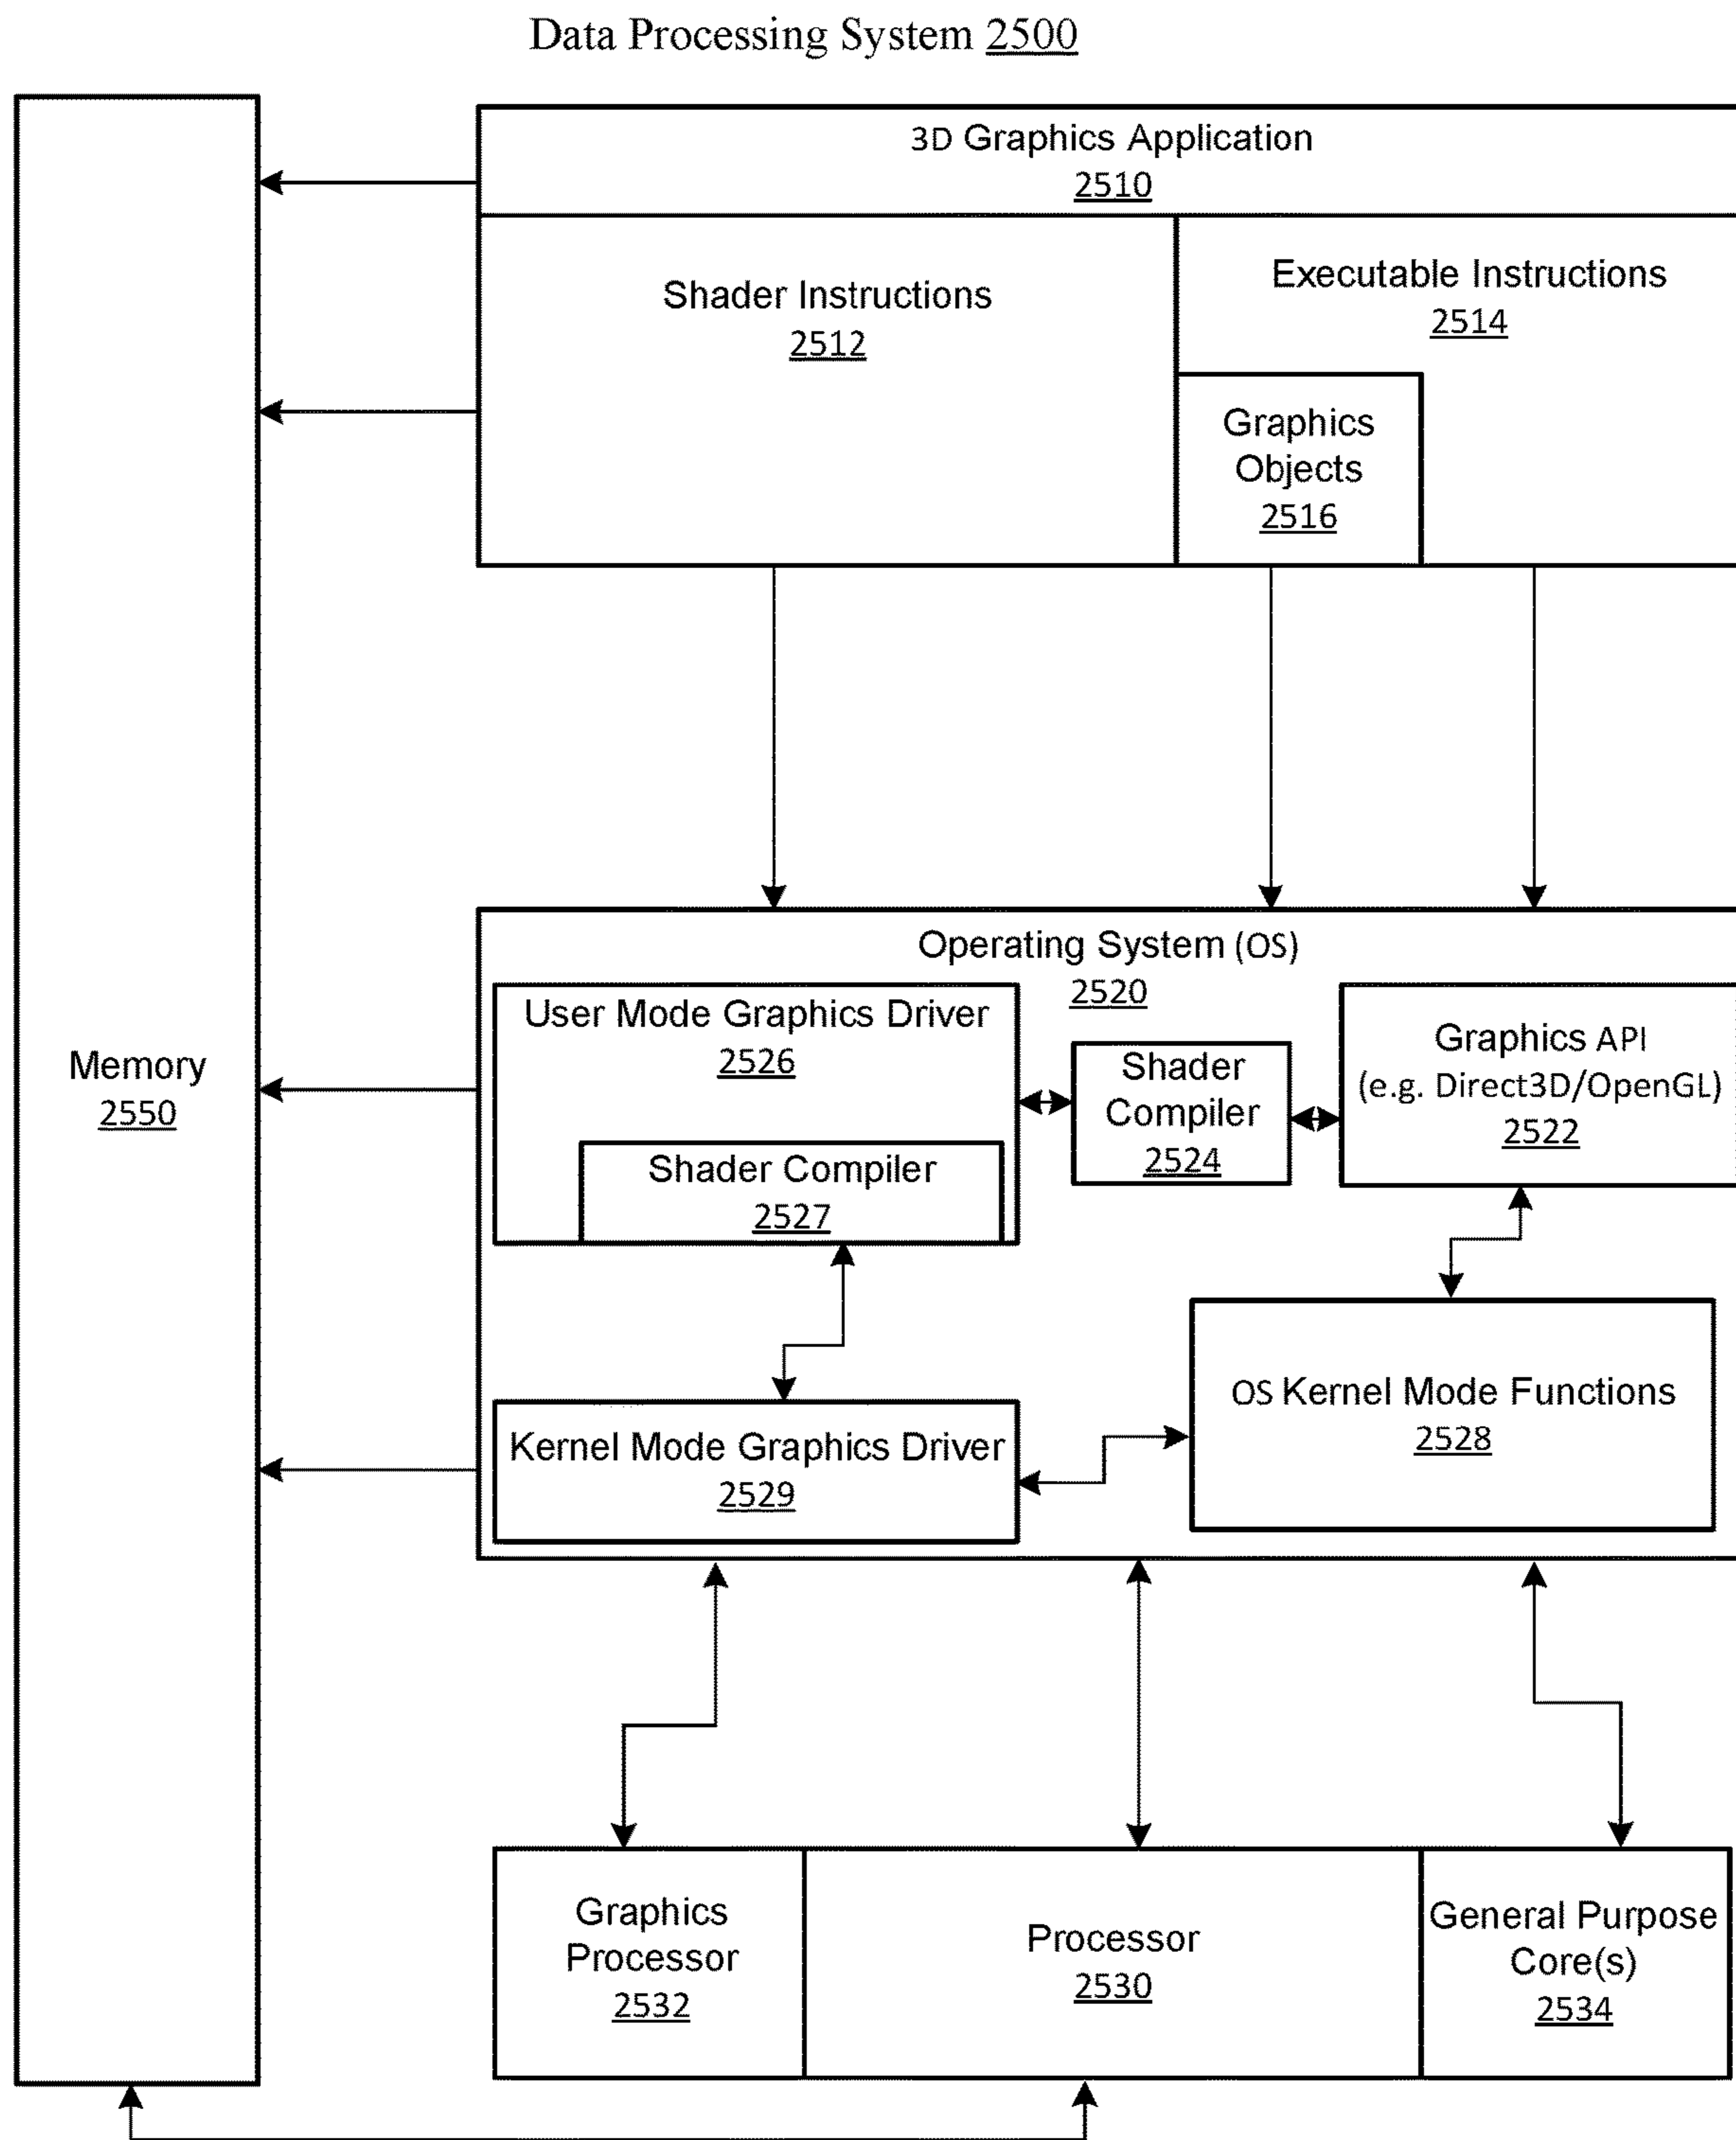 Data Processing System 2500
3D Graphics Application
2510
Shader Instructions
2512
Executable Instructions
2514
Graphics
Objects
2516
Operating System (OS)
2520
User Mode Graphics Driver
2526
Shader Compiler
2527
Shader
Compiler
2524
Graphics API
(e.g. Direct3D/OpenGL)
2522
Memory
2550
OS Kernel Mode Functions
2528
Kernel Mode Graphics Driver
2529
Graphics
Processor
2532
Processor
2530
General Purpose
Core(s)
2534